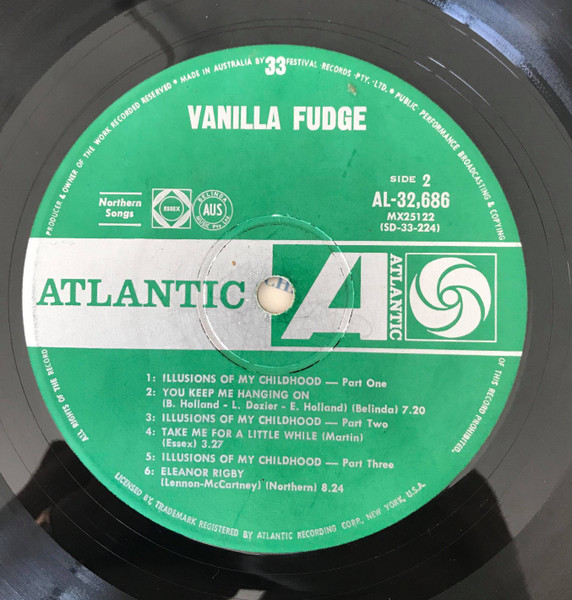 PRODUCER & OWNER OF THE WORK RECORDED RESERVED * MADE IN AUSTRALIA BY FESTIVAL RECORDS PTY. LTD. * PUBLIC PERFORMANCE BROADCASTING & COPYING
33
VANILLA FUDGE
SIDE 2
AL-32,686
MX25122
(SD-33-224)
Northern
Songs
ESSEX
BELINDA
AUS
MUSIC Pty. Ltd.
ATLANTIC
A
ATLANTIC
1: ILLUSIONS OF MY CHILDHOOD — Part One
2: YOU KEEP ME HANGING ON
(B. Holland - L. Dozier - E. Holland) (Belinda) 7.20
3: ILLUSIONS OF MY CHILDHOOD — Part Two
4: TAKE ME FOR A LITTLE WHILE (Martin)
(Essex) 3.27
5: ILLUSIONS OF MY CHILDHOOD — Part Three
6: ELEANOR RIGBY
(Lennon-McCartney) (Northern) 8.24
ALL RIGHTS OF THE RECORD
OF THIS RECORD PROHIBITED.
LICENSED BY, TRADEMARK REGISTERED BY ATLANTIC RECORDING CORP. NEW YORK, U.S.A.